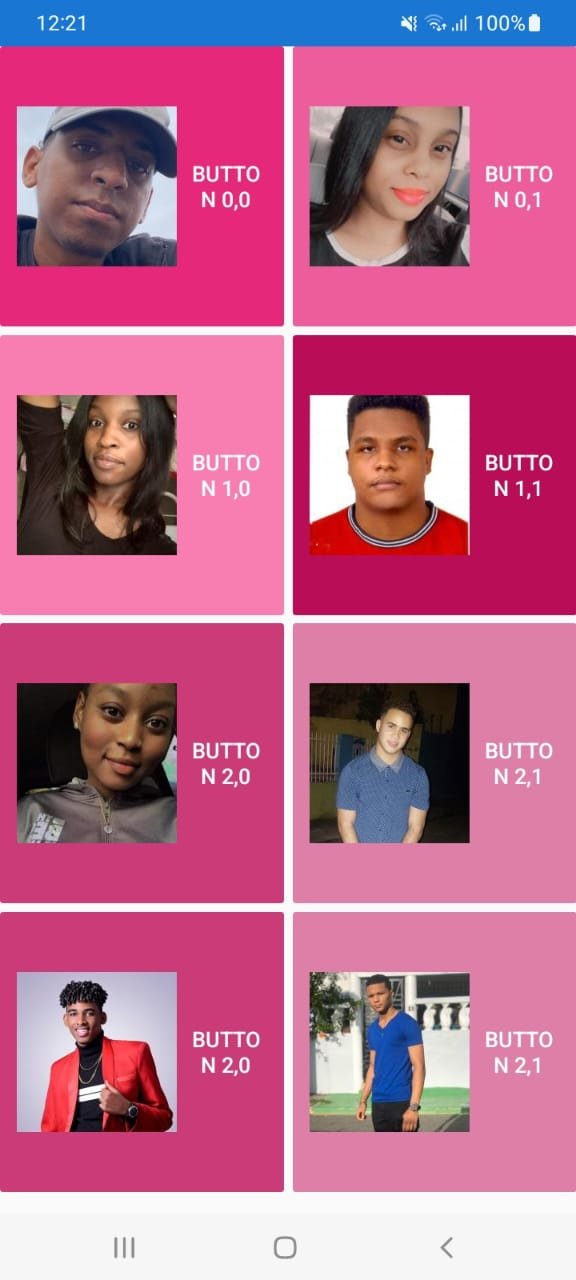 12:21
100%
BUTTO
N 0,0
BUTTO
N 0,1
BUTTO
N 1,0
BUTTO
N 1,1
BUTTO
N 2,0
BUTTO
N 2,1
BUTTO
N 2,0
BUTTO
N 2,1